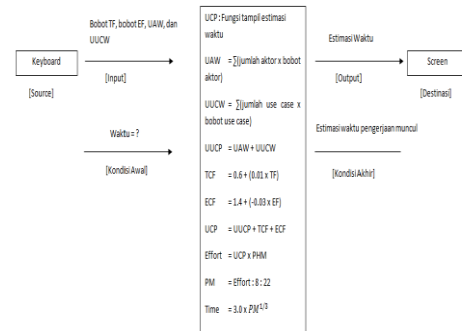 Bobot TF, bobot EF, UAW, dan
UUCW
Keyboard
[Source]
[Input]
Waktu = ?
[Kondisi Awal]
UCP : Fungsi tampil estimasi
waktu
UAW = ∑(jumlah aktor x bobot
aktor)
UUCW = ∑(jumlah use case x
bobot use case)
UUCP = UAW + UUCW
TCF = 0.6 + (0.01 x TF)
ECF = 1.4 + (-0.03 x EF)
UCP = UUCP + TCF + ECF
Effort = UCP x PHM
PM = Effort : 8 : 22
Time = 3.0 x PM^1/3
Estimasi Waktu
[Output]
Screen
[Destinasi]
Estimasi waktu pengerjaan muncul
[Kondisi Akhir]